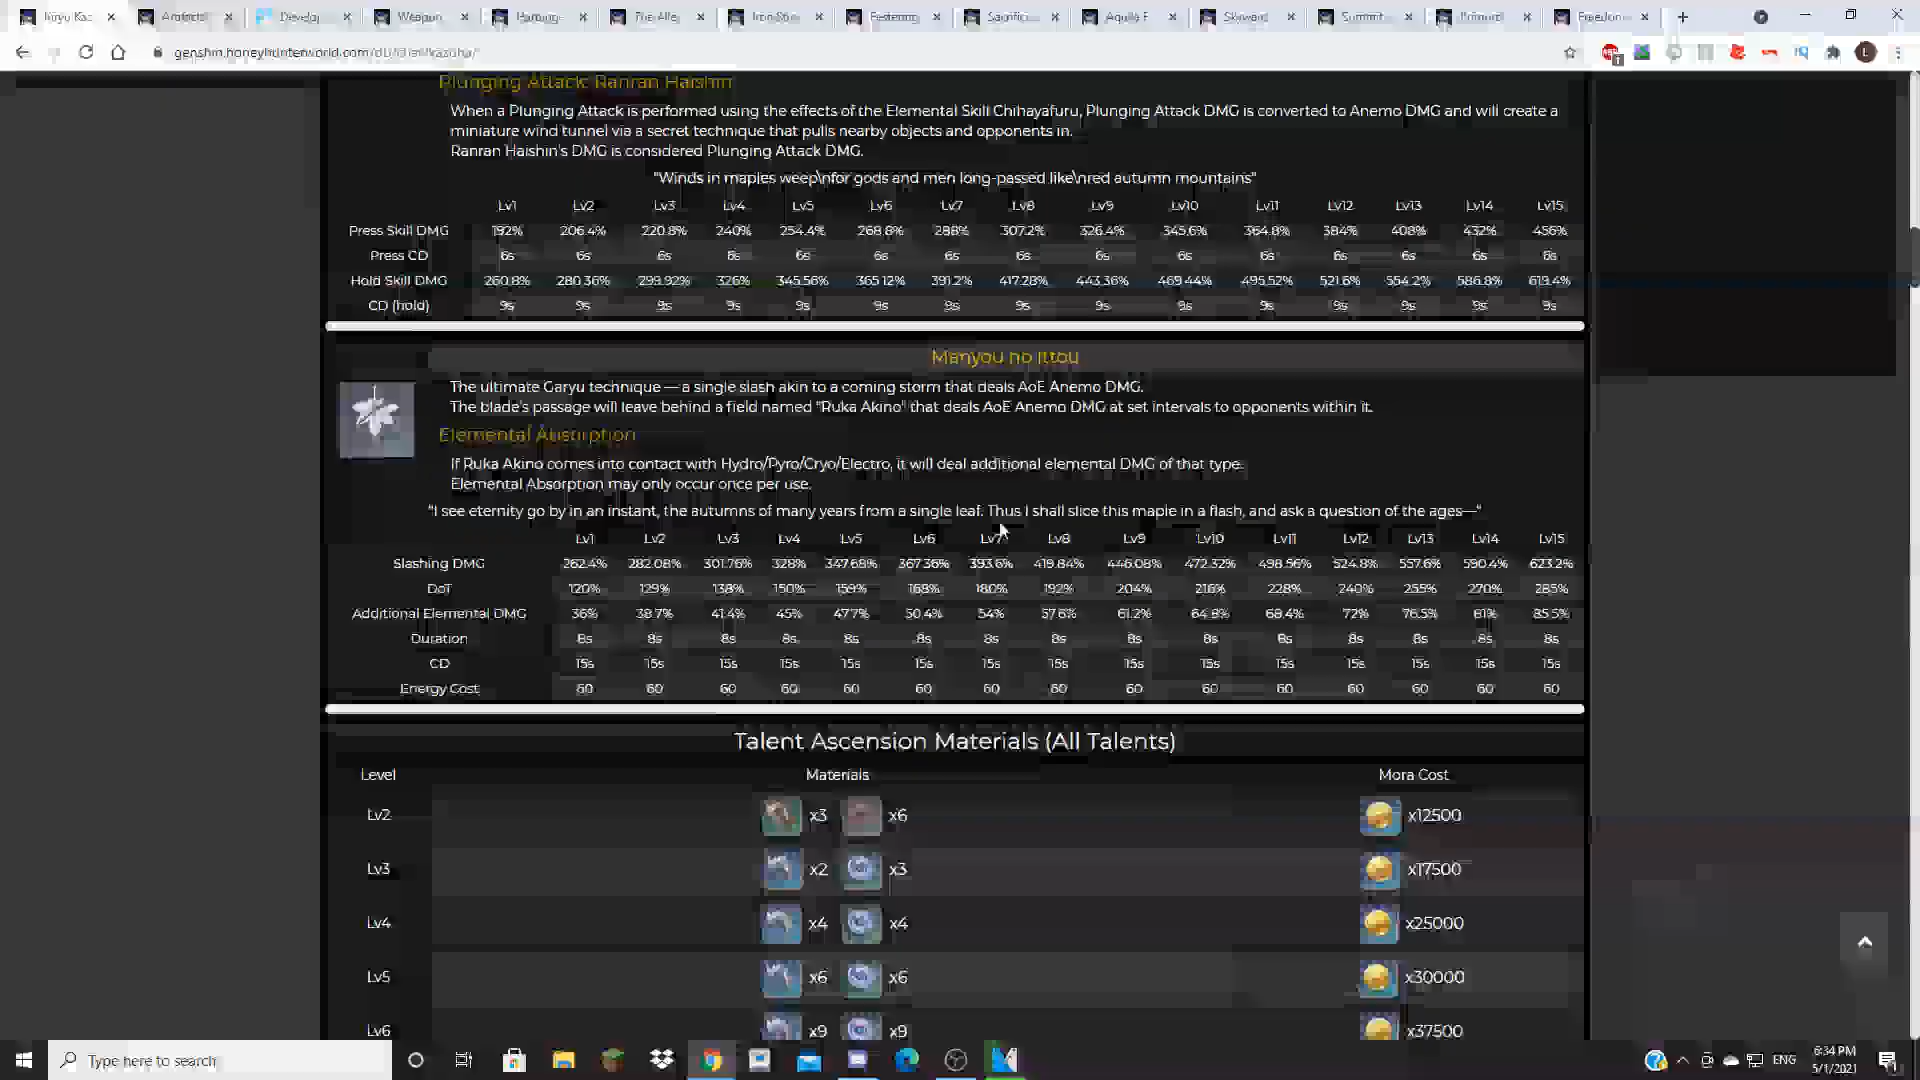 Kiryu Kaz
Artifacts
Develop
Weapon
The Alley
Iron Stin
Festering
Sacrific
Aquila F
Skyward
Summit
Primord
Freedom
genshin.honeyhunterworld.com/db/char/kazuha/
Plunging Attack: Ranran Haishin
When a Plunging Attack is performed using the effects of the Elemental Skill Chihayafuru, Plunging Attack DMG is converted to Anemo DMG and will create a
miniature wind tunnel via a secret technique that pulls nearby objects and opponents in.
Ranran Haishin's DMG is considered Plunging Attack DMG.
"Winds in maples weep\nfor gods and men long-passed like\nred autumn mountains"
Lv1 Lv2 Lv3 Lv4 Lv5 Lv6 Lv7 Lv8 Lv9 Lv10 Lv11 Lv12 Lv13 Lv14 Lv15
Press Skill DMG 192% 206.4% 220.8% 240% 254.4% 268.8% 288% 307.2% 326.4% 345.6% 364.8% 384% 408% 432% 456%
Press CD 6s 6s 6s 6s 6s 6s 6s 6s 6s 6s 6s 6s 6s 6s 6s
Hold Skill DMG 260.8% 280.36% 299.92% 326% 345.56% 365.12% 391.2% 417.28% 443.36% 469.44% 495.52% 521.6% 554.2% 586.8% 619.4%
CD (hold) 9s 9s 9s 9s 9s 9s 9s 9s 9s 9s 9s 9s 9s 9s 9s
Manyou no Ittou
The ultimate Garyu technique — a single slash akin to a coming storm that deals AoE Anemo DMG.
The blade's passage will leave behind a field named "Ruka Akino" that deals AoE Anemo DMG at set intervals to opponents within it.
Elemental Absorption
If Ruka Akino comes into contact with Hydro/Pyro/Cryo/Electro, it will deal additional elemental DMG of that type.
Elemental Absorption may only occur once per use.
"I see eternity go by in an instant, the autumns of many years from a single leaf. Thus I shall slice this maple in a flash, and ask a question of the ages—"
Lv1 Lv2 Lv3 Lv4 Lv5 Lv6 Lv7 Lv8 Lv9 Lv10 Lv11 Lv12 Lv13 Lv14 Lv15
Slashing DMG 262.4% 282.08% 301.76% 328% 347.68% 367.36% 393.6% 419.84% 446.08% 472.32% 498.56% 524.8% 557.6% 590.4% 623.2%
DoT 120% 129% 138% 150% 159% 168% 180% 192% 204% 216% 228% 240% 255% 270% 285%
Additional Elemental DMG 36% 38.7% 41.4% 45% 47.7% 50.4% 54% 57.6% 61.2% 64.8% 68.4% 72% 76.5% 81% 85.5%
Duration 8s 8s 8s 8s 8s 8s 8s 8s 8s 8s 8s 8s 8s 8s 8s
CD 15s 15s 15s 15s 15s 15s 15s 15s 15s 15s 15s 15s 15s 15s 15s
Energy Cost 60 60 60 60 60 60 60 60 60 60 60 60 60 60 60
Talent Ascension Materials (All Talents)
Level Materials Mora Cost
Lv2 x3 x6 x12500
Lv3 x2 x3 x17500
Lv4 x4 x4 x25000
Lv5 x6 x6 x30000
Lv6 x9 x9 x37500
Type here to search
ENG
6:34 PM
5/1/2021